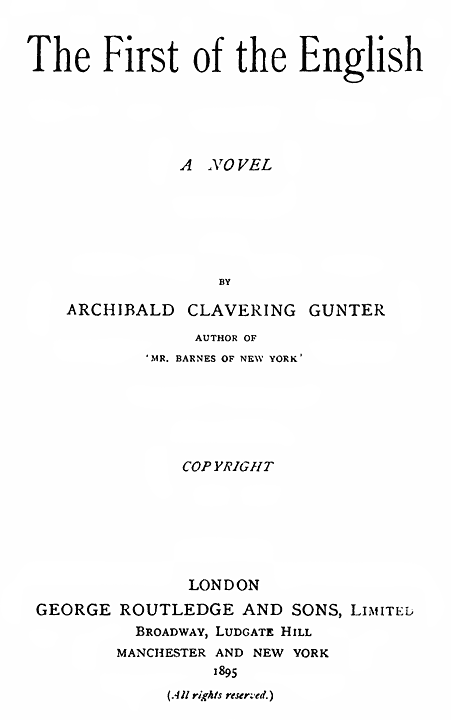 The First of the English
A NOVEL
BY
ARCHIBALD CLAVERING GUNTER
AUTHOR OF
'MR. BARNES OF NEW YORK'
COPYRIGHT
LONDON
GEORGE ROUTLEDGE AND SONS, LIMITED
BROADWAY, LUDGATE HILL
MANCHESTER AND NEW YORK
1895
(All rights reserved.)